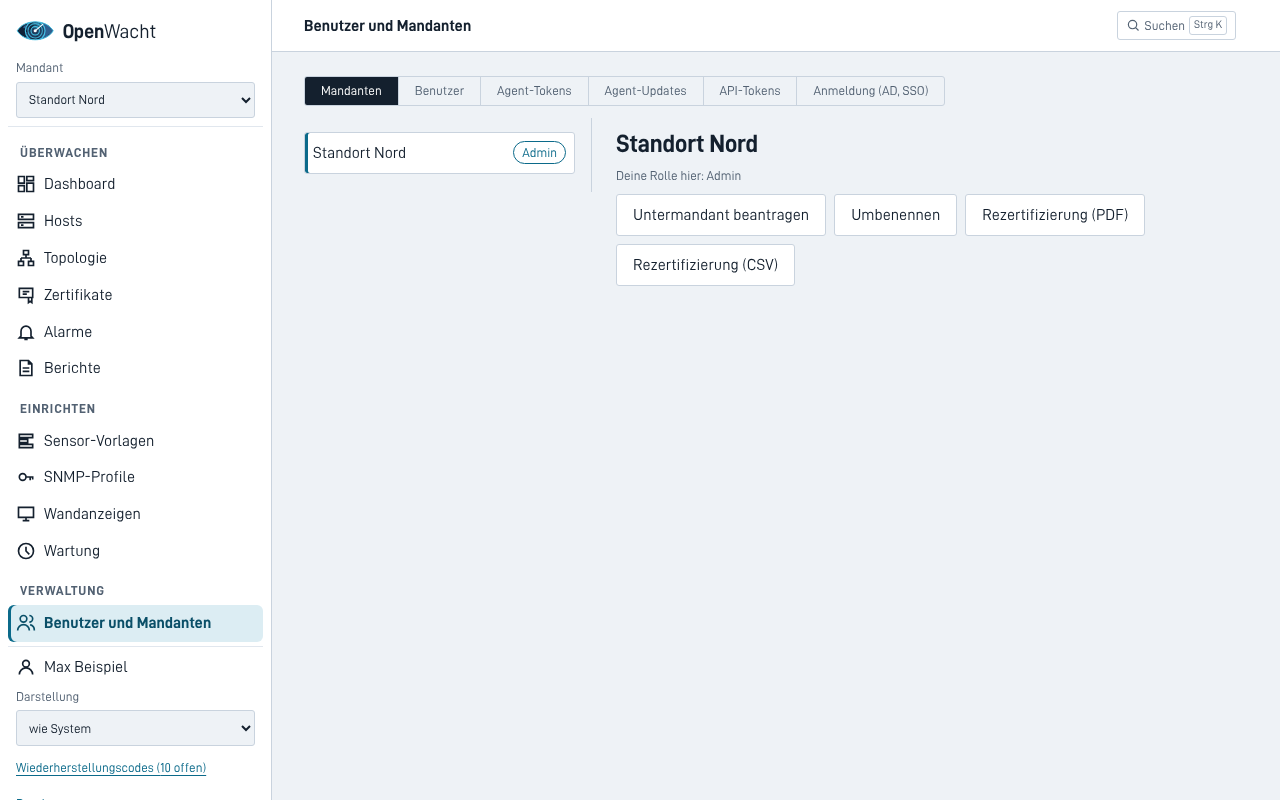 OpenWacht
Mandant
Standort Nord
ÜBERWACHEN
Dashboard
Hosts
Topologie
Zertifikate
Alarme
Berichte
EINRICHTEN
Sensor-Vorlagen
SNMP-Profile
Wandanzeigen
Wartung
VERWALTUNG
Benutzer und Mandanten
Max Beispiel
Darstellung
wie System
Wiederherstellungscodes (10 offen)
Benutzer und Mandanten
Suchen Strg K
Mandanten Benutzer Agent-Tokens Agent-Updates API-Tokens Anmeldung (AD, SSO)
Standort Nord Admin
Standort Nord
Deine Rolle hier: Admin
Untermandant beantragen Umbenennen Rezertifizierung (PDF)
Rezertifizierung (CSV)